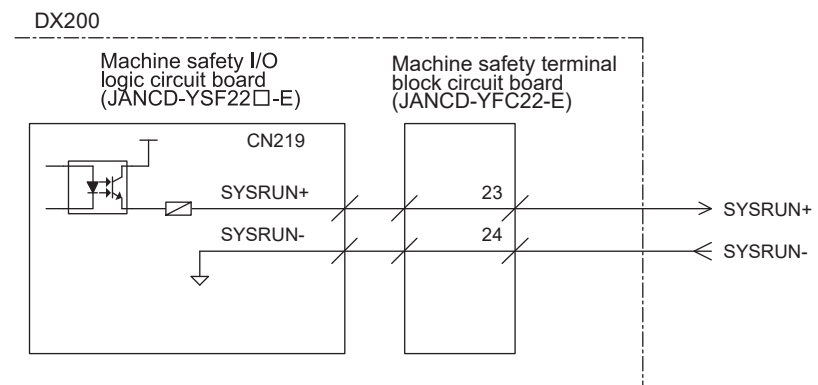 DX200
Machine safety I/O
logic circuit board
(JANCD-YSF22□-E)
Machine safety terminal
block circuit board
(JANCD-YFC22-E)
CN219
SYSRUN+
23
SYSRUN+
SYSRUN-
24
SYSRUN-